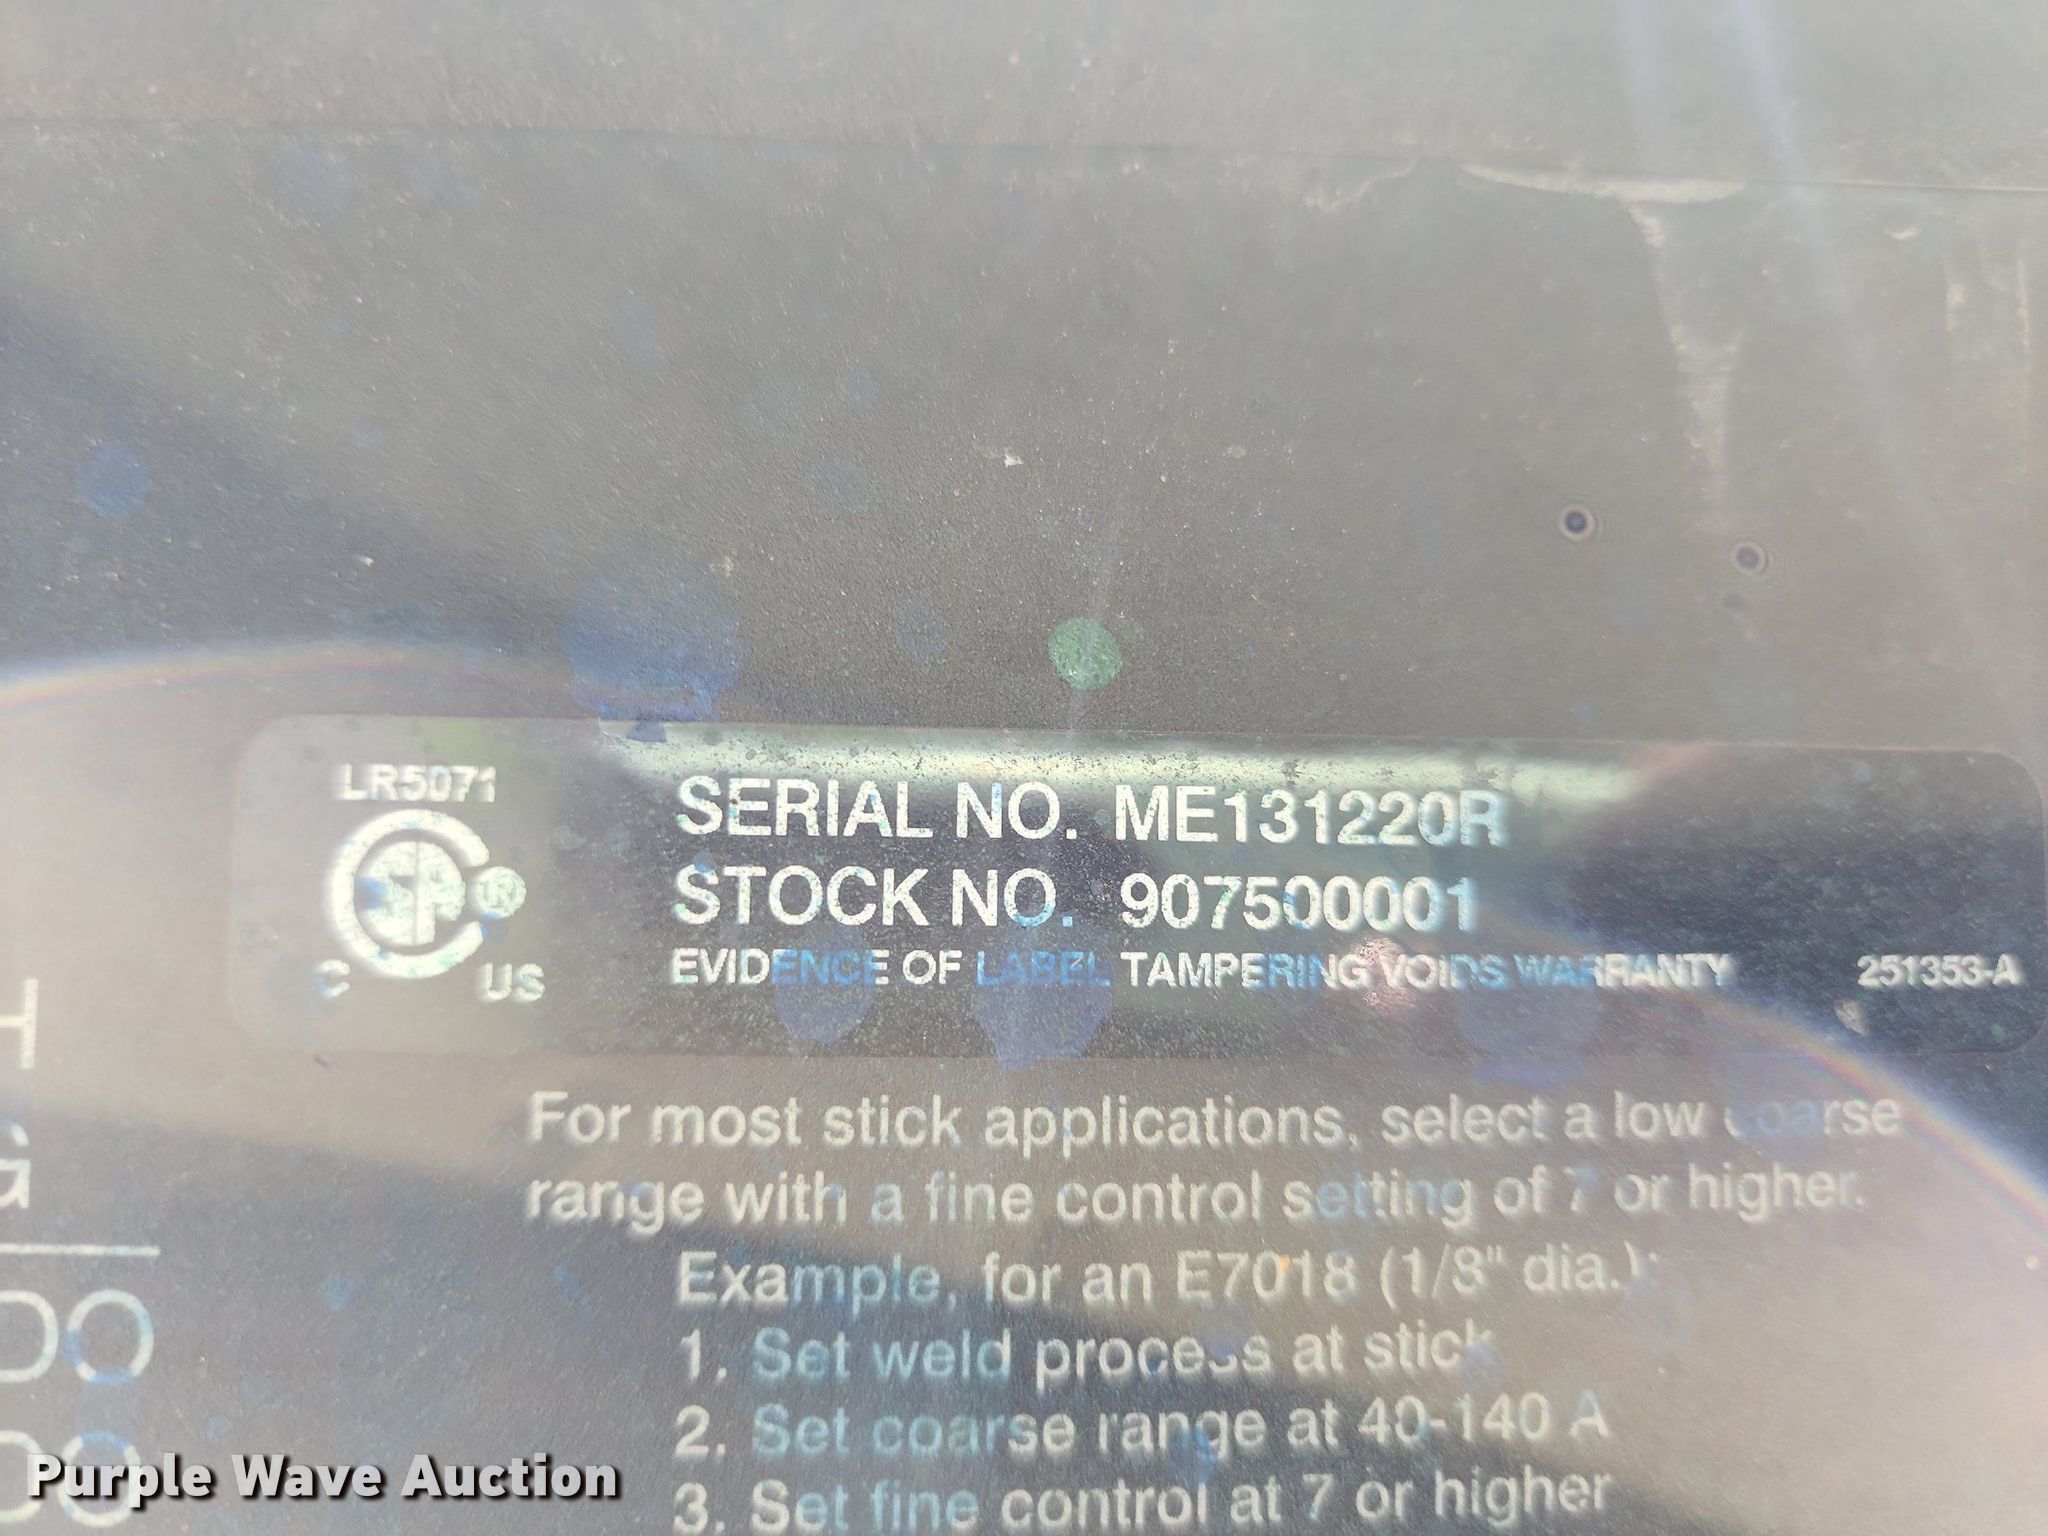 LR5071
SERIAL NO. ME131220R
STOCK NO. 907500001
C US
EVIDENCE OF LABEL TAMPERING VOIDS WARRANTY 251353-A
For most stick applications, select a low coarse
range with a fine control setting of 7 or higher.
Example, for an E7018 (1/8" dia.):
1. Set weld process at stick
2. Set coarse range at 40-140 A
3. Set fine control at 7 or higher
Purple Wave Auction